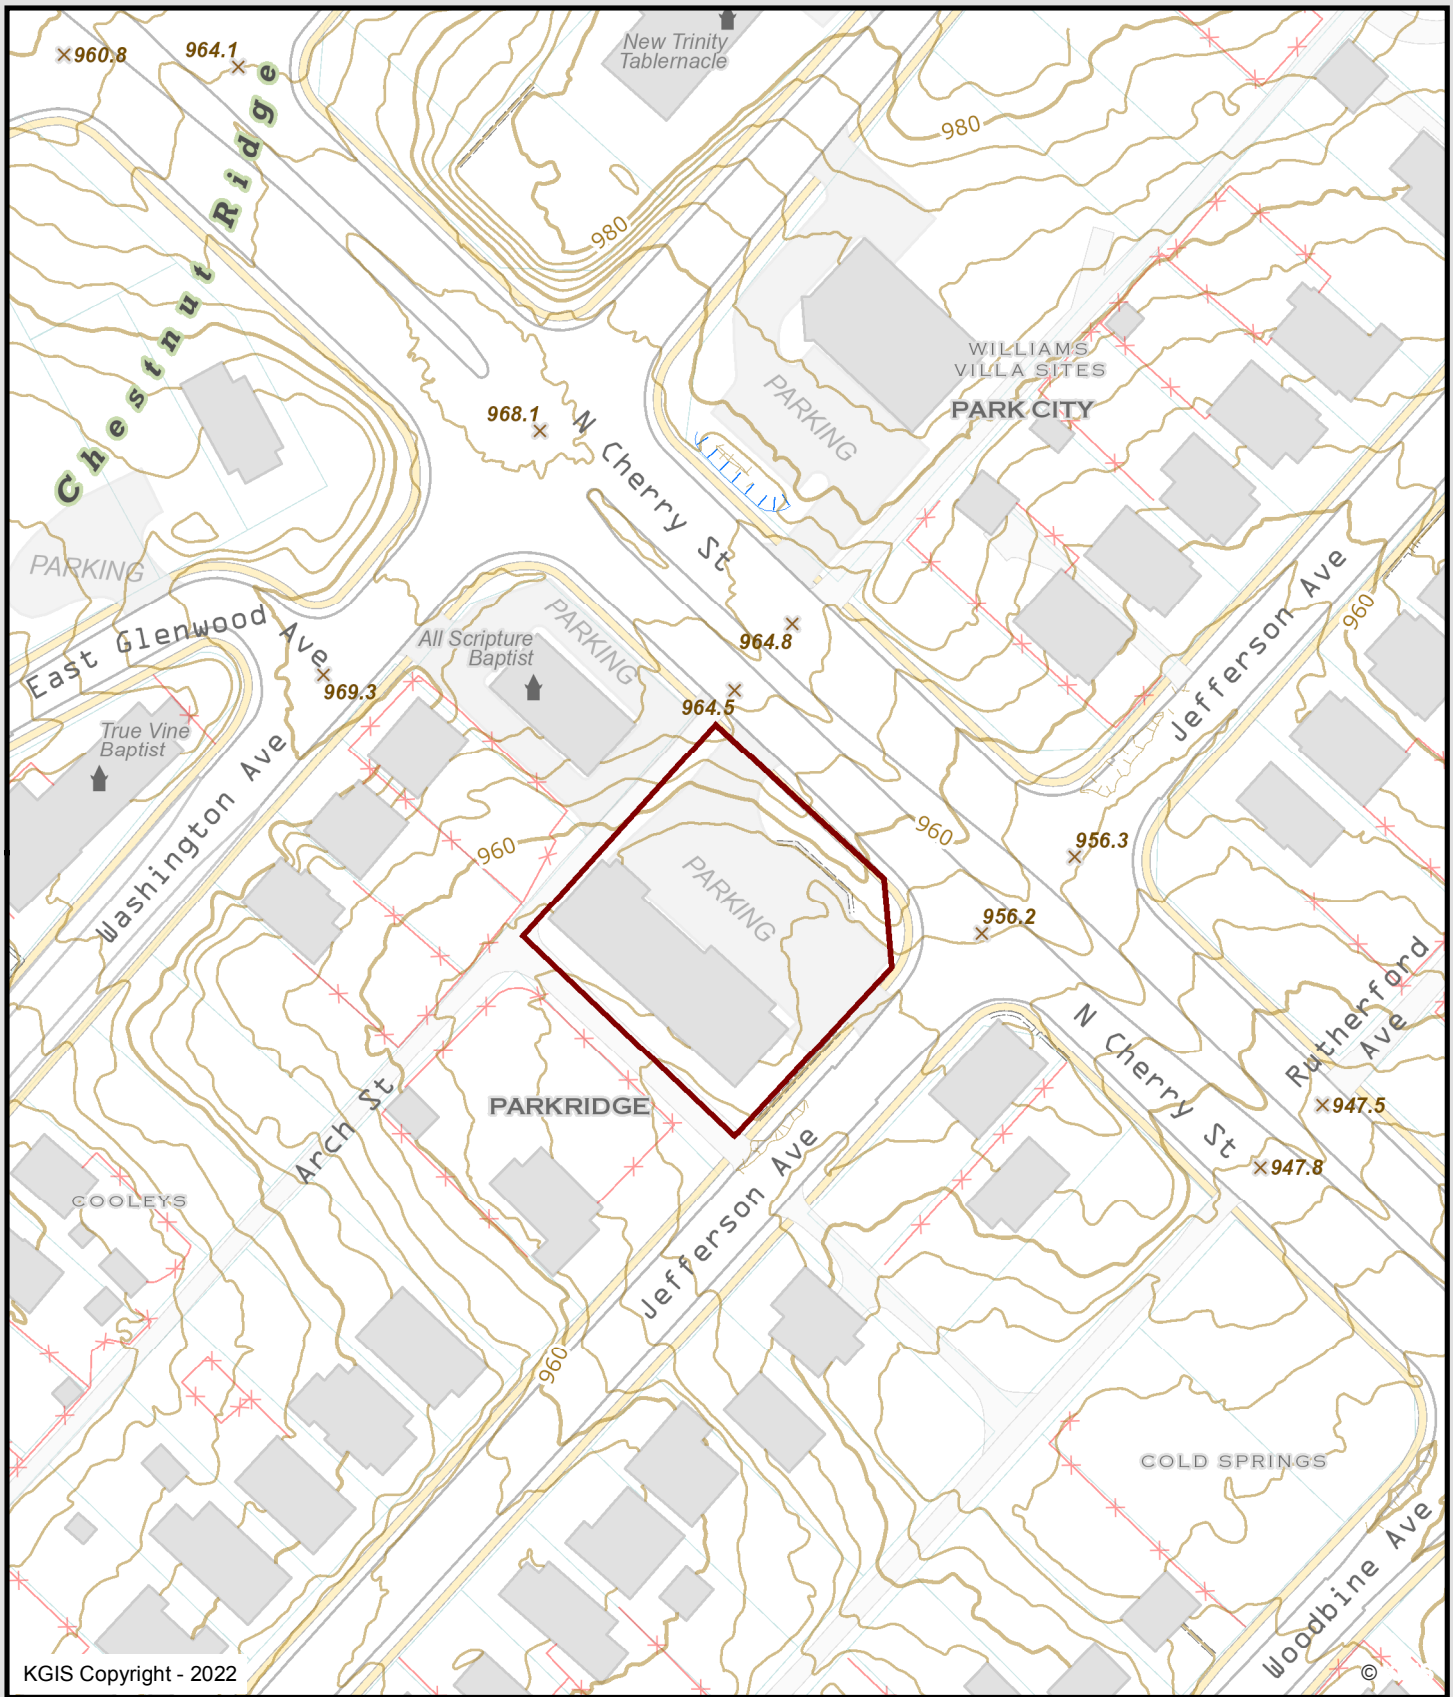 960.8
964.1
New Trinity
Tabernacle
Chestnut Ridge
980
980
WILLIAMS
VILLA SITES
PARK CITY
PARKING
968.1
N Cherry St
PARKING
East Glenwood Ave
969.3
All Scripture
Baptist
PARKING
964.8
964.5
Jefferson Ave
960
True Vine
Baptist
Washington Ave
960
960
956.3
PARKING
956.2
N Cherry St
Rutherford
Ave
947.5
947.8
PARKRIDGE
Arch St
COOLEYS
Jefferson Ave
960
COLD SPRINGS
Woodbine Ave
KGIS Copyright - 2022
©